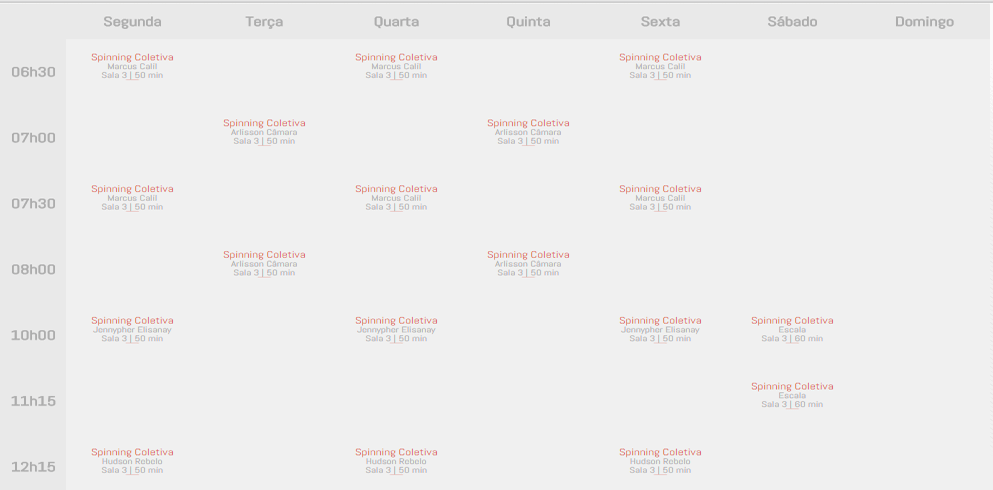 Segunda Terça Quarta Quinta Sexta Sábado Domingo
06h30
Spinning Coletiva
Marcus Calil
Sala 3 | 50 min
Spinning Coletiva
Marcus Calil
Sala 3 | 50 min
Spinning Coletiva
Marcus Calil
Sala 3 | 50 min
07h00
Spinning Coletiva
Arlisson Câmara
Sala 3 | 50 min
Spinning Coletiva
Arlisson Câmara
Sala 3 | 50 min
07h30
Spinning Coletiva
Marcus Calil
Sala 3 | 50 min
Spinning Coletiva
Marcus Calil
Sala 3 | 50 min
Spinning Coletiva
Marcus Calil
Sala 3 | 50 min
08h00
Spinning Coletiva
Arlisson Câmara
Sala 3 | 50 min
Spinning Coletiva
Arlisson Câmara
Sala 3 | 50 min
10h00
Spinning Coletiva
Jennypher Elisanay
Sala 3 | 50 min
Spinning Coletiva
Jennypher Elisanay
Sala 3 | 50 min
Spinning Coletiva
Jennypher Elisanay
Sala 3 | 50 min
Spinning Coletiva
Escala
Sala 3 | 60 min
11h15
Spinning Coletiva
Escala
Sala 3 | 60 min
12h15
Spinning Coletiva
Hudson Rebelo
Sala 3 | 50 min
Spinning Coletiva
Hudson Rebelo
Sala 3 | 50 min
Spinning Coletiva
Hudson Rebelo
Sala 3 | 50 min